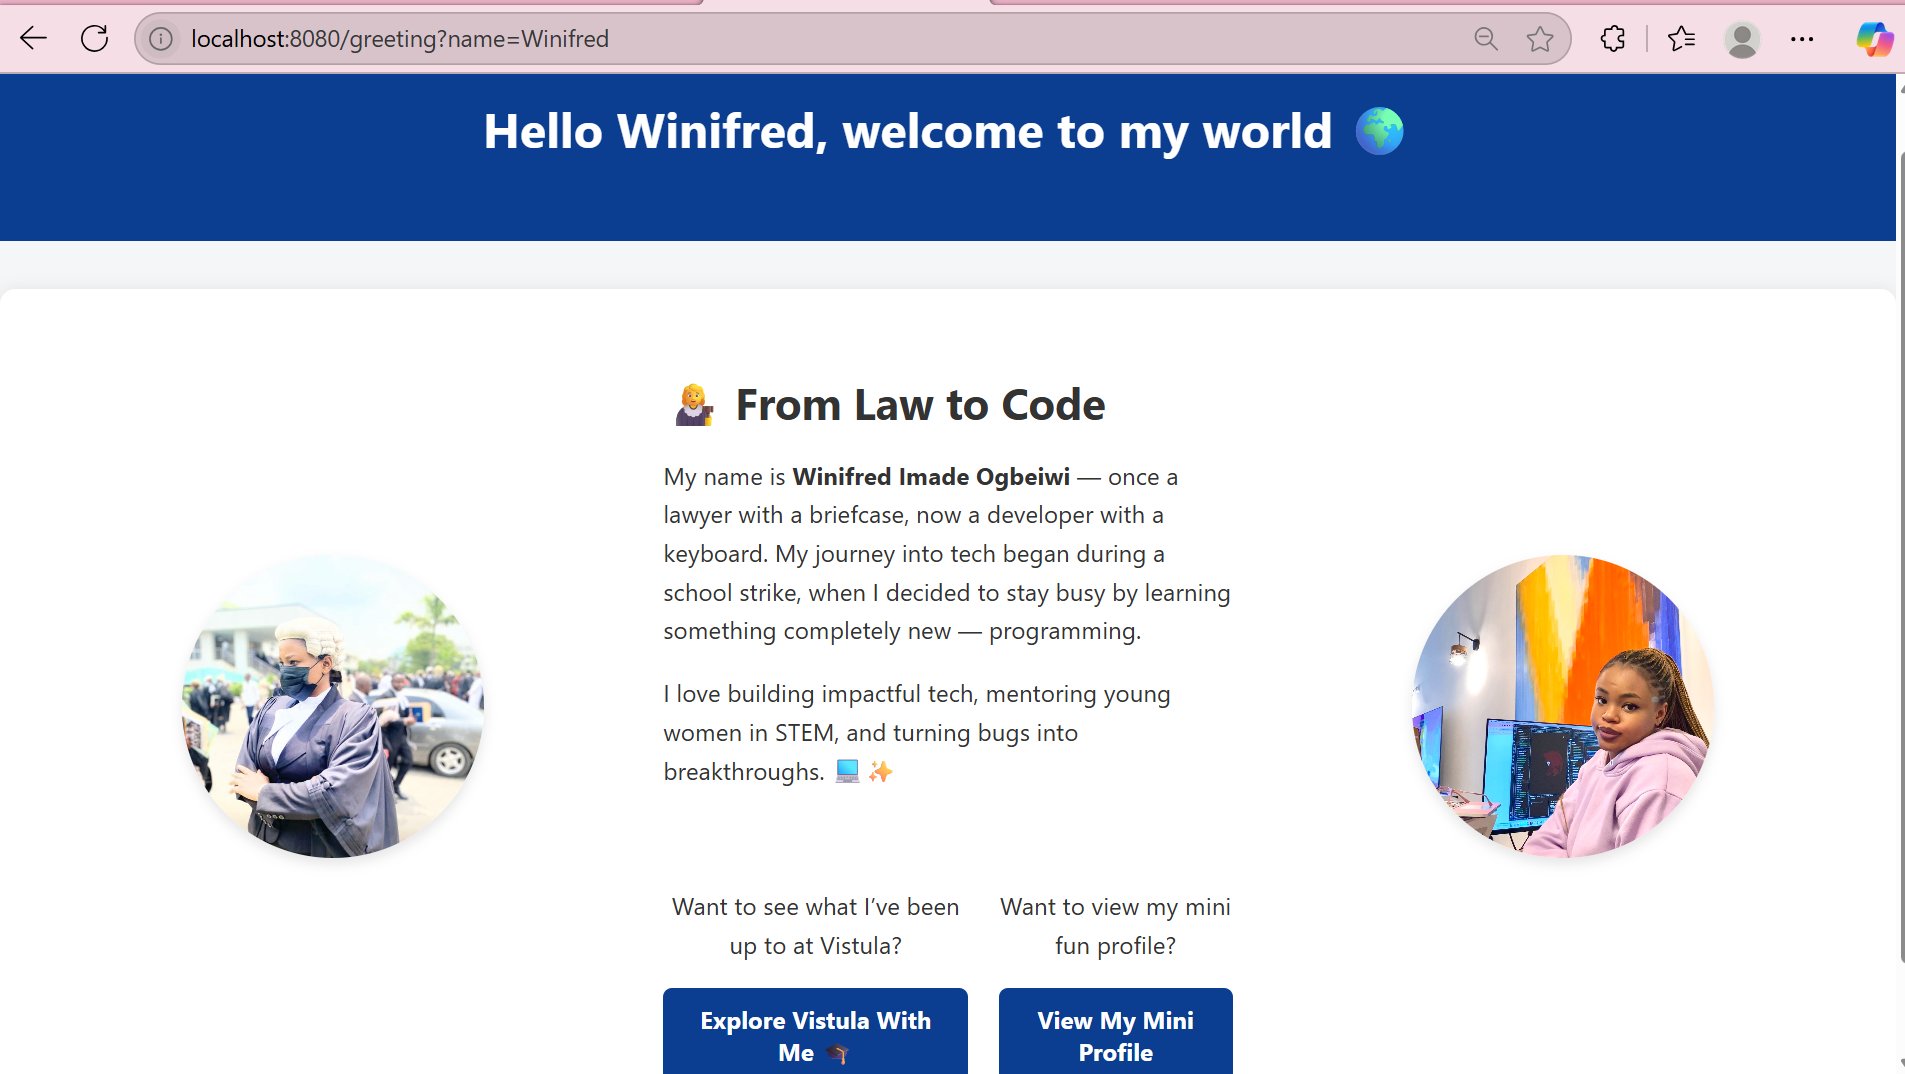 localhost:8080/greeting?name=Winifred
Hello Winifred, welcome to my world 🌍
👩‍⚖️ From Law to Code
My name is Winifred Imade Ogbeiwi — once a
lawyer with a briefcase, now a developer with a
keyboard. My journey into tech began during a
school strike, when I decided to stay busy by learning
something completely new — programming.
I love building impactful tech, mentoring young
women in STEM, and turning bugs into
breakthroughs. 💻 ✨
Want to see what I’ve been
up to at Vistula?
Explore Vistula With
Me 🎓
Want to view my mini
fun profile?
View My Mini
Profile